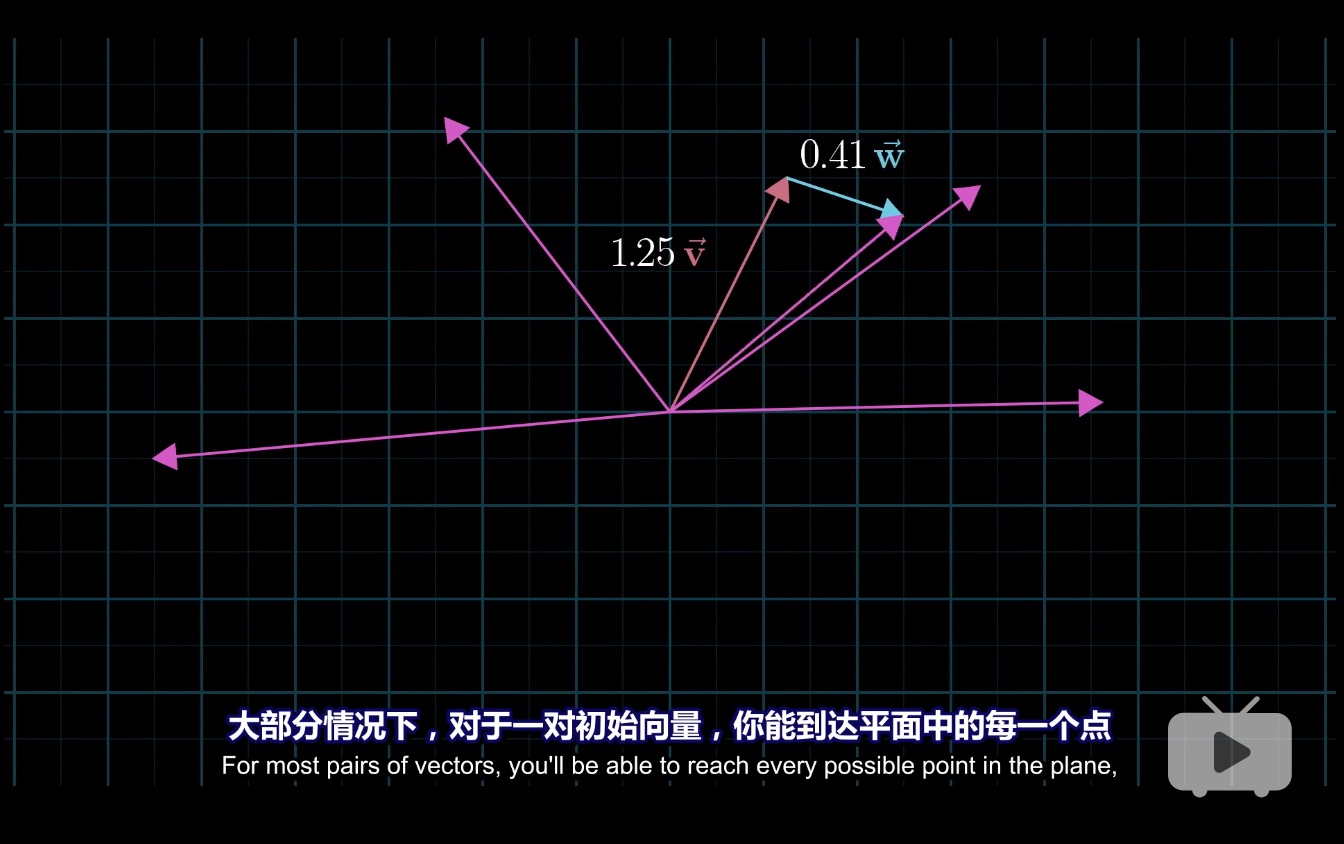 0.41 w⃗
1.25 v⃗
大部分情况下，对于一对初始向量，你能到达平面中的每一个点
For most pairs of vectors, you'll be able to reach every possible point in the plane,